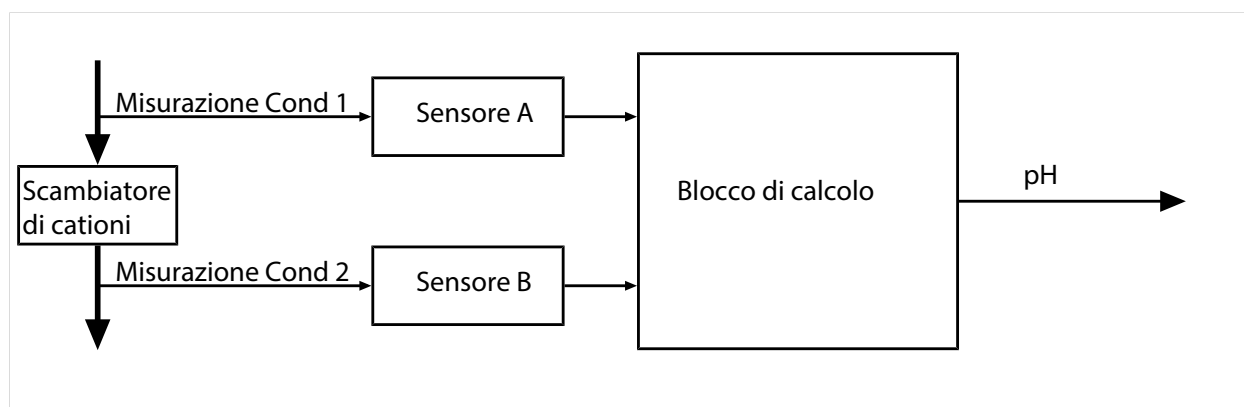 Misurazione Cond 1
Sensore A
Scambiatore
di cationi
Blocco di calcolo
pH
Misurazione Cond 2
Sensore B